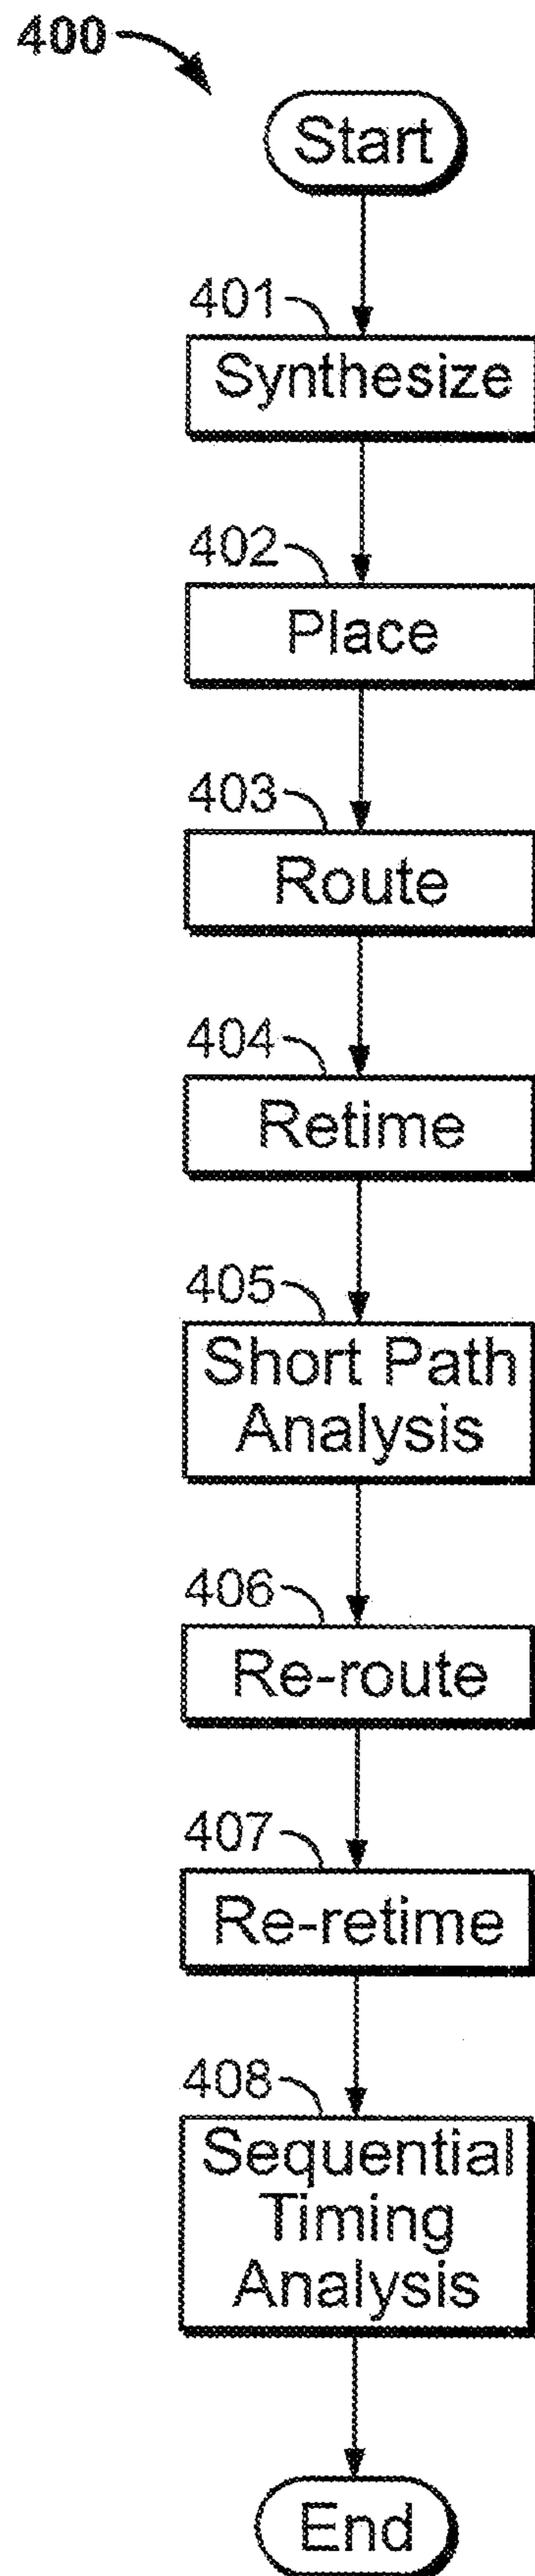 400
Start
401
Synthesize
402
Place
403
Route
404
Retime
405
Short Path
Analysis
406
Re-route
407
Re-retime
408
Sequential
Timing
Analysis
End